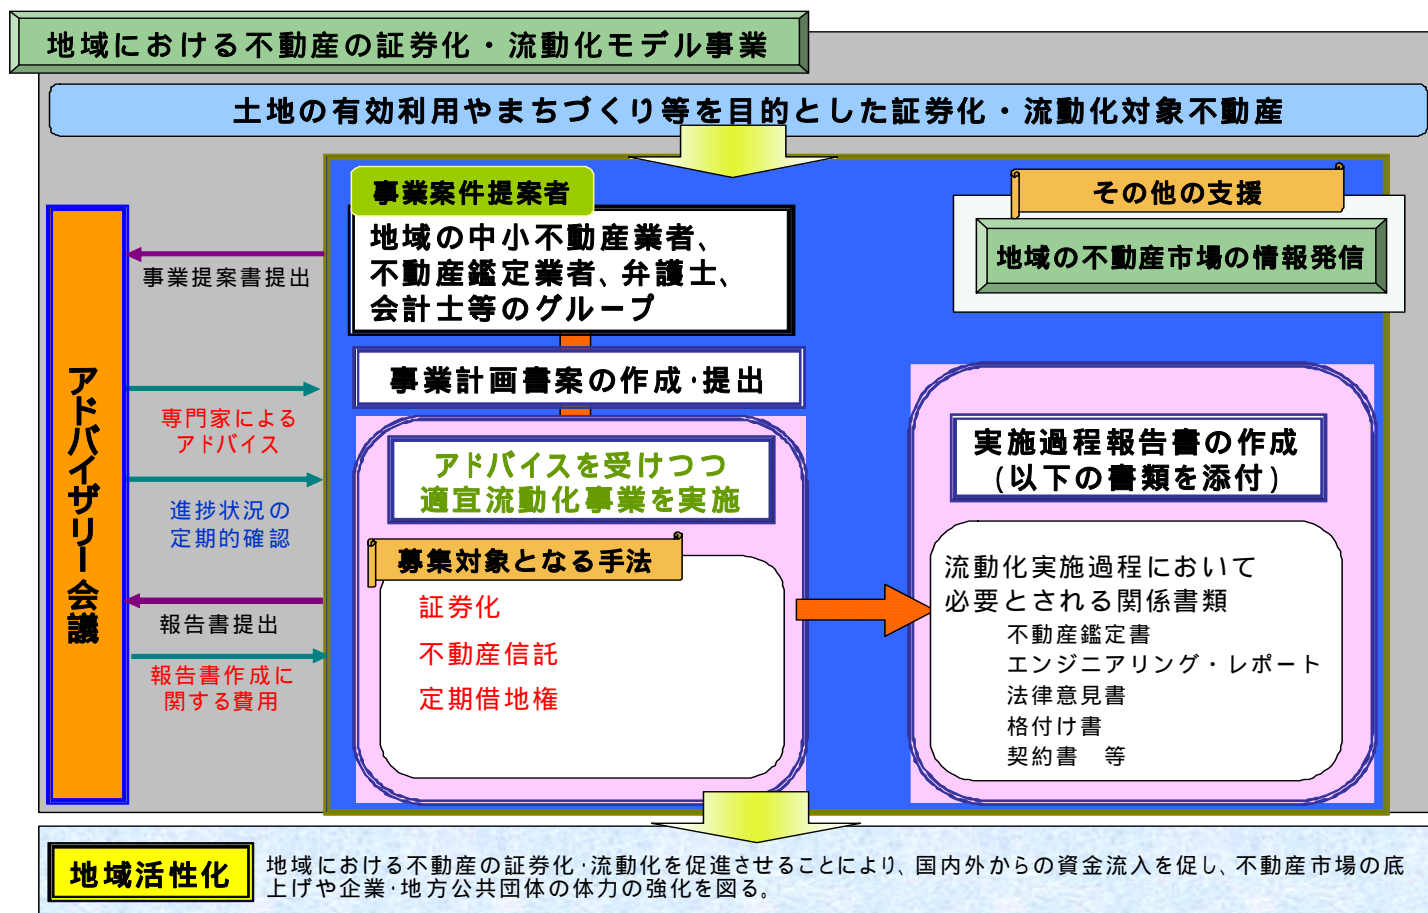 地域における不動産の証券化・流動化モデル事業
土地の有効利用やまちづくり等を目的とした証券化・流動化対象不動産
アドバイザリー会議
事業提案書提出
専門家による
アドバイス
進捗状況の
定期的確認
報告書提出
報告書作成に
関する費用
事業案件提案者
地域の中小不動産業者、
不動産鑑定業者、弁護士、
会計士等のグループ
事業計画書案の作成・提出
アドバイスを受けつつ
適宜流動化事業を実施
募集対象となる手法
証券化
不動産信託
定期借地権
その他の支援
地域の不動産市場の情報発信
実施過程報告書の作成
(以下の書類を添付)
流動化実施過程において
必要とされる関係書類
不動産鑑定書
エンジニアリング・レポート
法律意見書
格付け書
契約書　等
地域活性化
地域における不動産の証券化・流動化を促進させることにより、国内外からの資金流入を促し、不動産市場の底
上げや企業・地方公共団体の体力の強化を図る。